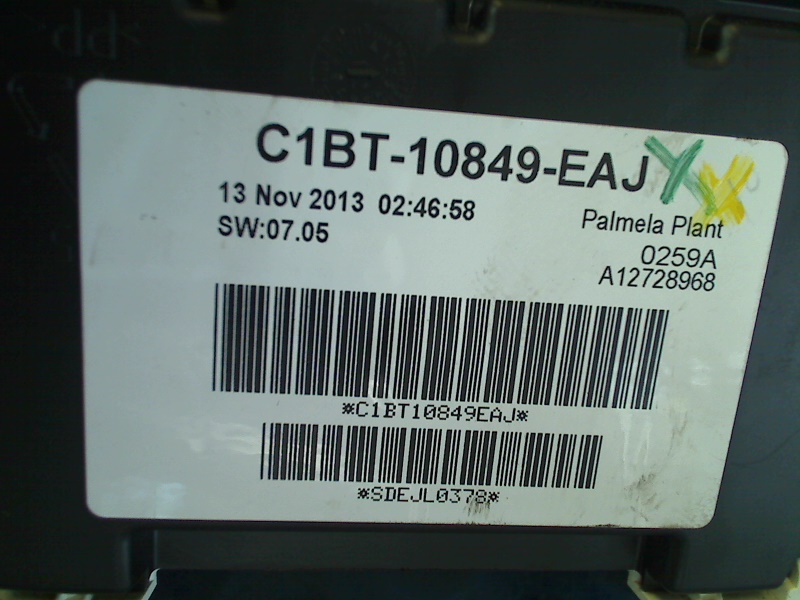 C1BT-10849-EAJ
13 Nov 2013 02:46:58
SW:07.05
Palmela Plant
0259A
A12728968
*C1BT10849EAJ*
*SDEJL0378*